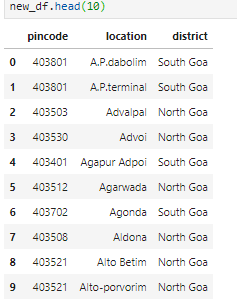 new_df.head(10)
pincode location district
0 403801 A.P.dabolim South Goa
1 403801 A.P.terminal South Goa
2 403503 Advalpal North Goa
3 403530 Advoi North Goa
4 403401 Agapur Adpoi South Goa
5 403512 Agarwada North Goa
6 403702 Agonda South Goa
7 403508 Aldona North Goa
8 403521 Alto Betim North Goa
9 403521 Alto-porvorim North Goa